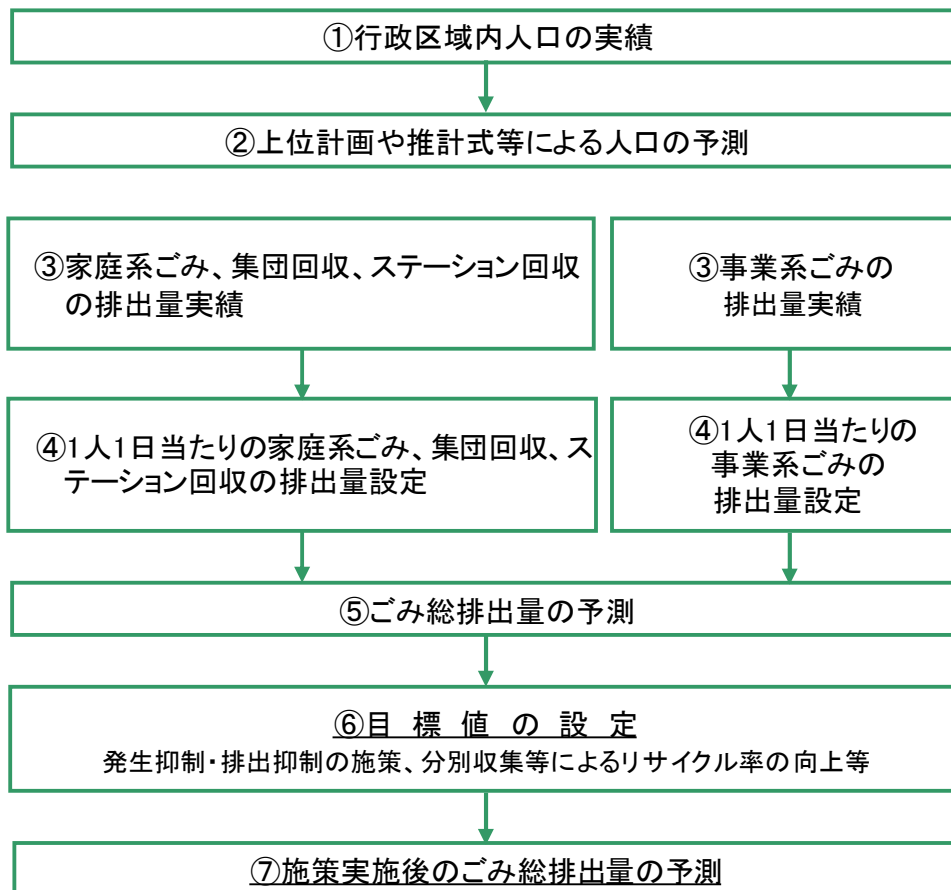 ①行政区域内人口の実績
②上位計画や推計式等による人口の予測
③家庭系ごみ、集団回収、ステーション回収
の排出量実績
③事業系ごみの
排出量実績
④1人1日当たりの家庭系ごみ、集団回収、ス
テーション回収の排出量設定
④1人1日当たりの
事業系ごみの
排出量設定
⑤ごみ総排出量の予測
⑥目 標 値 の 設 定
発生抑制・排出抑制の施策、分別収集等によるリサイクル率の向上等
⑦施策実施後のごみ総排出量の予測